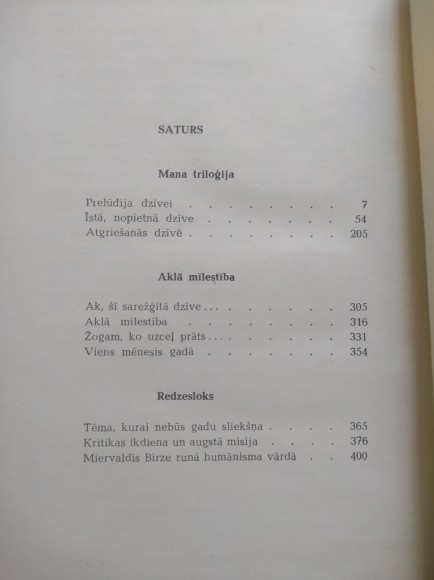 SATURS
Mana triloģija
Prelūdija dzīvei . . . . . . . 7
Īstā, nopietnā dzīve . . . . . . 54
Atgriešanās dzīvē . . . . . . . 205
Aklā mīlestība
Ak, šī sarežģītā dzīve... . . . . . 305
Aklā mīlestība . . . . . . . 316
Žogam, ko uzceļ prāts... . . . . . 331
Viens mēnesis gadā . . . . . . 354
Redzesloks
Tēma, kurai nebūs gadu sliekšņa . . . . 365
Kritikas ikdiena un augstā misija . . . . 376
Miervaldis Birze runā humānisma vārdā . . 400